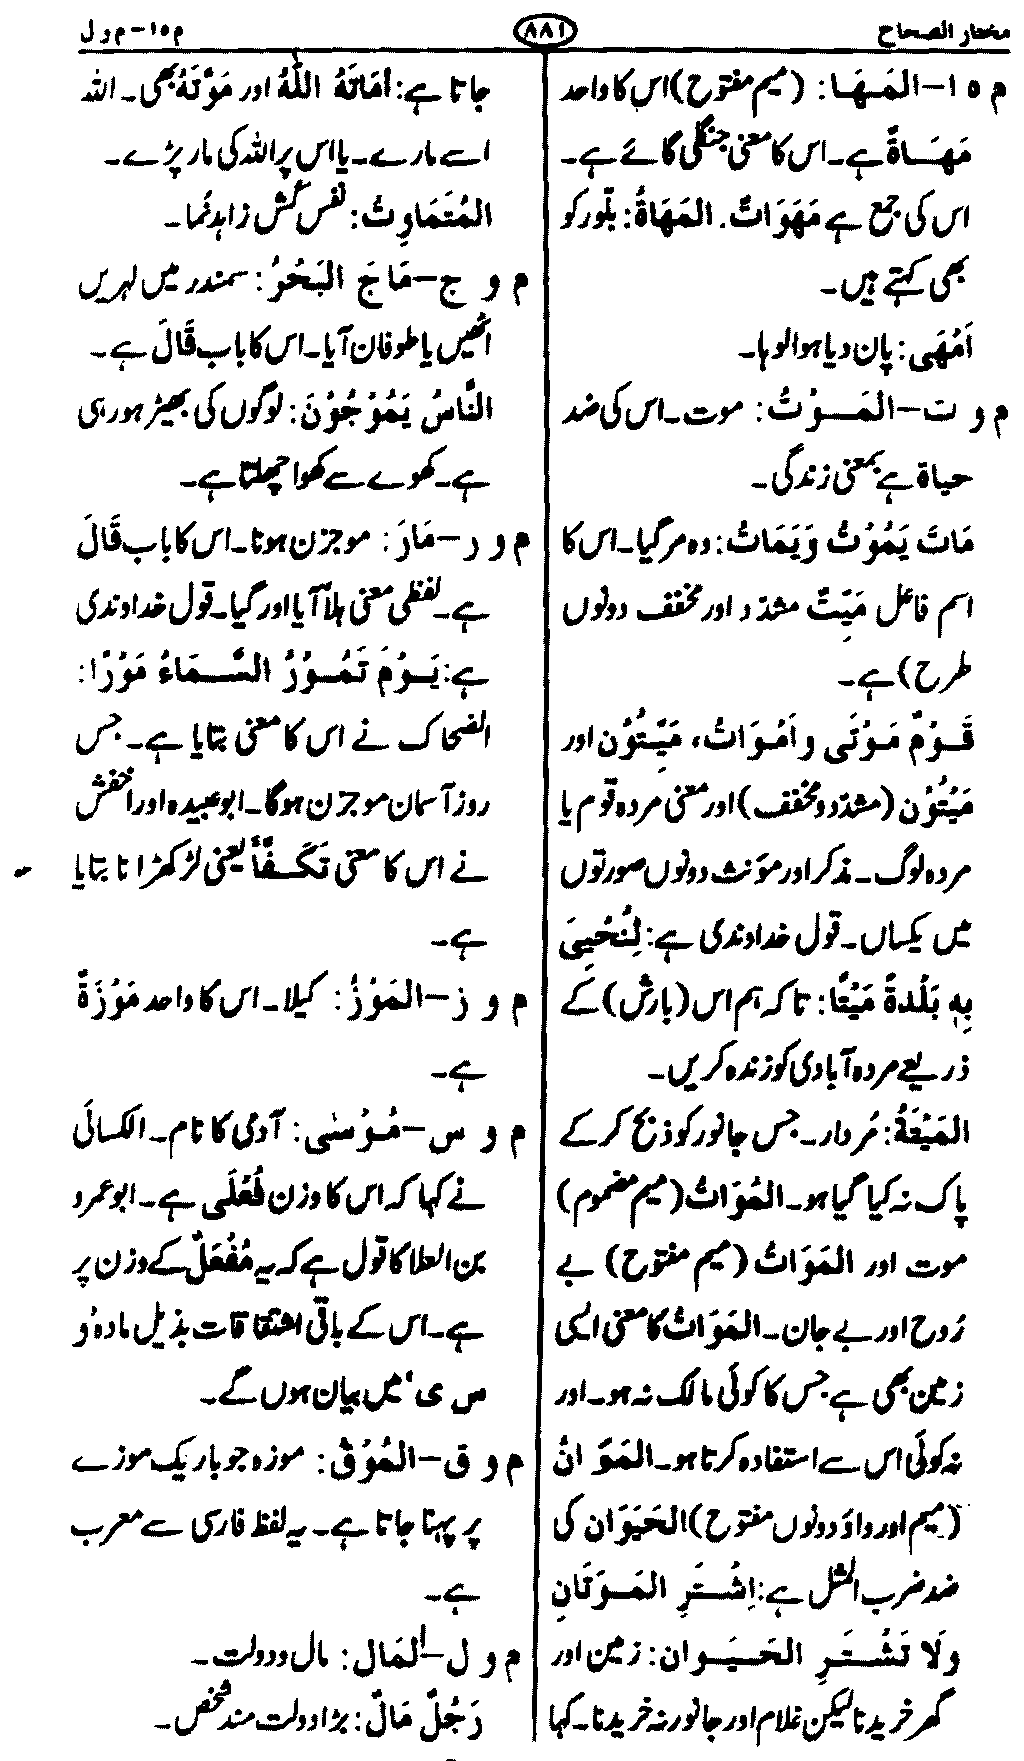 مختار الصحاح
۸۸۱
م ہ ا – م و ل
م ہ ا – المَہَا: (میم مفتوح) اس کا واحد
مَهَاةٌ ہے۔ اس کا معنی جنگلی گائے ہے۔
اس کی جمع ہے مَهَوَاتٌ. المَهَاةُ: بلّور کو
بھی کہتے ہیں۔
اَمْهَى: پان دیا ہوا لوہا۔
م و ت – المَوْتُ: موت۔ اس کی ضد
حیاۃ ہے بمعنی زندگی۔
مَاتَ يَمُوْتُ وَيَمَاتُ: وہ مر گیا۔ اس کا
اسم فاعل مَيِّتٌ مشدّد اور مخفف دونوں
طرح) ہے۔
قَوْمٌ مَوْتَى و اَمْوَاتٌ، مَيِّتُوْن اور
مَيْتُوْن (مشدّد و مخفف) اور معنی مردہ قوم یا
مردہ لوگ۔ مذکر اور مؤنث دونوں صورتوں
میں یکساں۔ قول خداوندی ہے: لِنُحْيِيَ
بِهٖ بَلْدَةً مَيْتًا: تاکہ ہم اس (بارش) کے
ذریعے مردہ آبادی کو زندہ کریں۔
المَيْتَةُ: مُردار۔ جس جانور کو ذبح کر کے
پاک نہ کیا گیا ہو۔ المُوَاتُ (میم مضموم)
موت اور المَوَاتُ (میم مفتوح) بے
رُوح اور بے جان۔ المَوَاتُ کا معنی ایسی
زمین بھی ہے جس کا کوئی مالک نہ ہو۔ اور
نہ کوئی اس سے استفادہ کرتا ہو۔ المَوَ انُ
(میم اور واؤ دونوں مفتوح) الحَيَوَان کی
ضد ضرب المثل ہے: اِشْتَرِ المَوَتَانِ
وَلَا تَشْتَرِ الحَيَوان: زمین اور
گھر خریدنا لیکن غلام اور جانور نہ خریدنا۔ کہا
جاتا ہے: اَمَاتَهُ اللّٰهُ اور مَوَّتَهُ بھی۔ اللہ
اسے مارے۔ یا اس پر اللہ کی مار پڑے۔
المُتَمَاوِتُ: نفس کش زاہد نُما۔
م و ج – مَاجَ البَحْرُ: سمندر میں لہریں
اٹھیں یا طوفان آیا۔ اس کا باب قَالَ ہے۔
النَّاسُ يَمُوْجُوْنَ: لوگوں کی بھیڑ ہو رہی
ہے۔ کھوے سے کھوا چھلتا ہے۔
م و ر – مَارَ: موجزن ہونا۔ اس کا باب قَالَ
ہے۔ لفظی معنی ہلا آیا اور گیا۔ قول خداوندی
ہے: يَوْمَ تَمُوْرُ السَّمَاءُ مَوْرًا:
الضحاک نے اس کا معنی بتایا ہے۔ جس
روز آسمان موجزن ہوگا۔ ابوعبیدہ اور اخفش
نے اس کا معنی تَكَفَّأَ یعنی لڑکھڑانا بتایا
ہے۔
م و ز – المَوْزُ: کیلا۔ اس کا واحد مَوْزَةٌ
ہے۔
م و س – مُوْسٰی: آدمی کا نام۔ الکسائی
نے کہا کہ اس کا وزن فُعْلَى ہے۔ ابوعمرو
بن العلا کا قول ہے کہ یہ مُفْعَلٌ کے وزن پر
ہے۔ اس کے باقی اشتقاقات بذیل مادہ 'و
س ی' میں بیان ہوں گے۔
م و ق – المُوْقُ: موزہ جو باریک موزے
پر پہنا جاتا ہے۔ یہ لفظ فارسی سے معرب
ہے۔
م و ل – المَال: مال و دولت۔
رَجُلٌ مَالٌ: بڑا دولت مند شخص۔